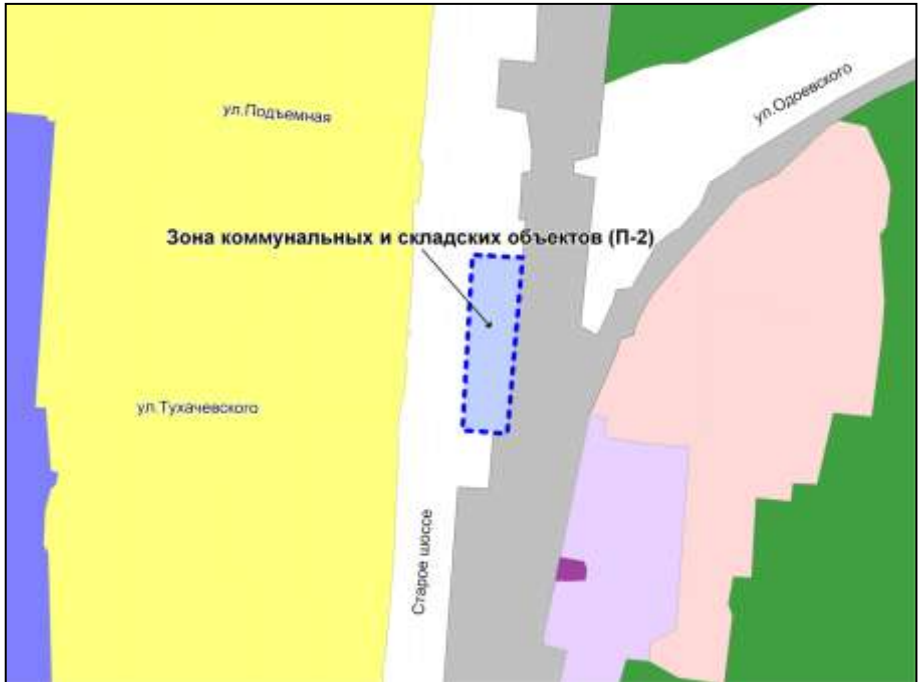 ул.Подъемная
ул.Одоевского
Зона коммунальных и складских объектов (П-2)
ул.Тухачевского
Старое шоссе